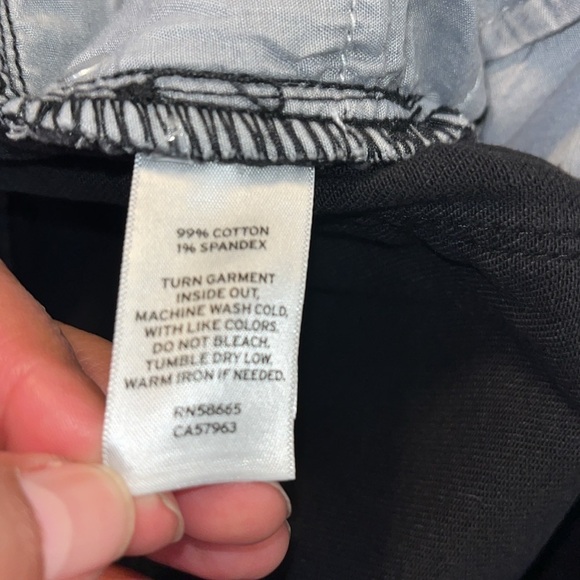 99% COTTON
1% SPANDEX
TURN GARMENT
INSIDE OUT,
MACHINE WASH COLD,
WITH LIKE COLORS.
DO NOT BLEACH.
TUMBLE DRY LOW.
WARM IRON IF NEEDED.
RN58665
CA57963